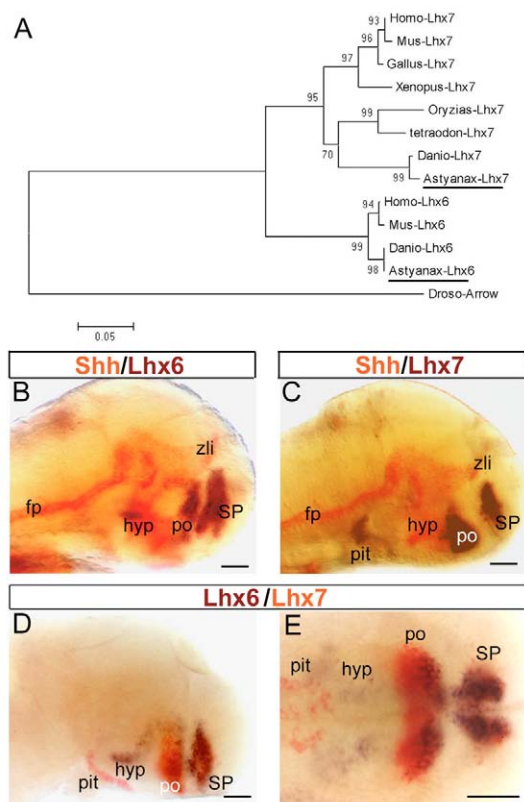 A
93
Homo-Lhx7
96
Mus-Lhx7
97
Gallus-Lhx7
Xenopus-Lhx7
95
99
Oryzias-Lhx7
tetraodon-Lhx7
70
Danio-Lhx7
99
Astyanax-Lhx7
94
Homo-Lhx6
Mus-Lhx6
99
Danio-Lhx6
98
Astyanax-Lhx6
Droso-Arrow
0.05
Shh/Lhx6
Shh/Lhx7
B
zli
fp
hyp
po
SP
C
zli
hyp
po
SP
pit
Lhx6/Lhx7
D
pit
hyp
po
SP
E
po
pit
hyp
SP